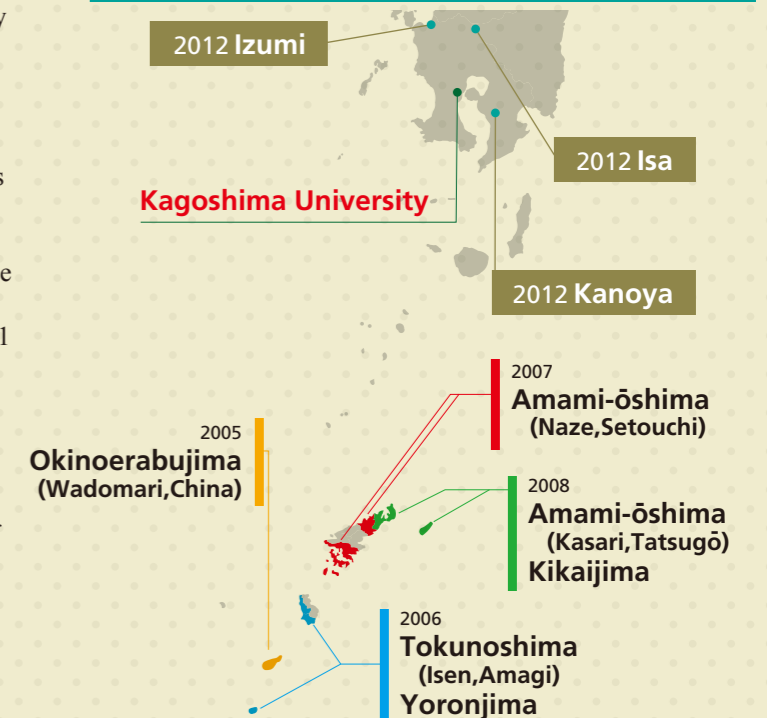 y
s
e
l
2012 Izumi
2012 Isa
Kagoshima University
2012 Kanoya
2007
Amami-ōshima
(Naze,Setouchi)
2005
Okinoerabujima
(Wadomari,China)
2008
Amami-ōshima
(Kasari,Tatsugō)
Kikaijima
2006
Tokunoshima
(Isen,Amagi)
Yoronjima